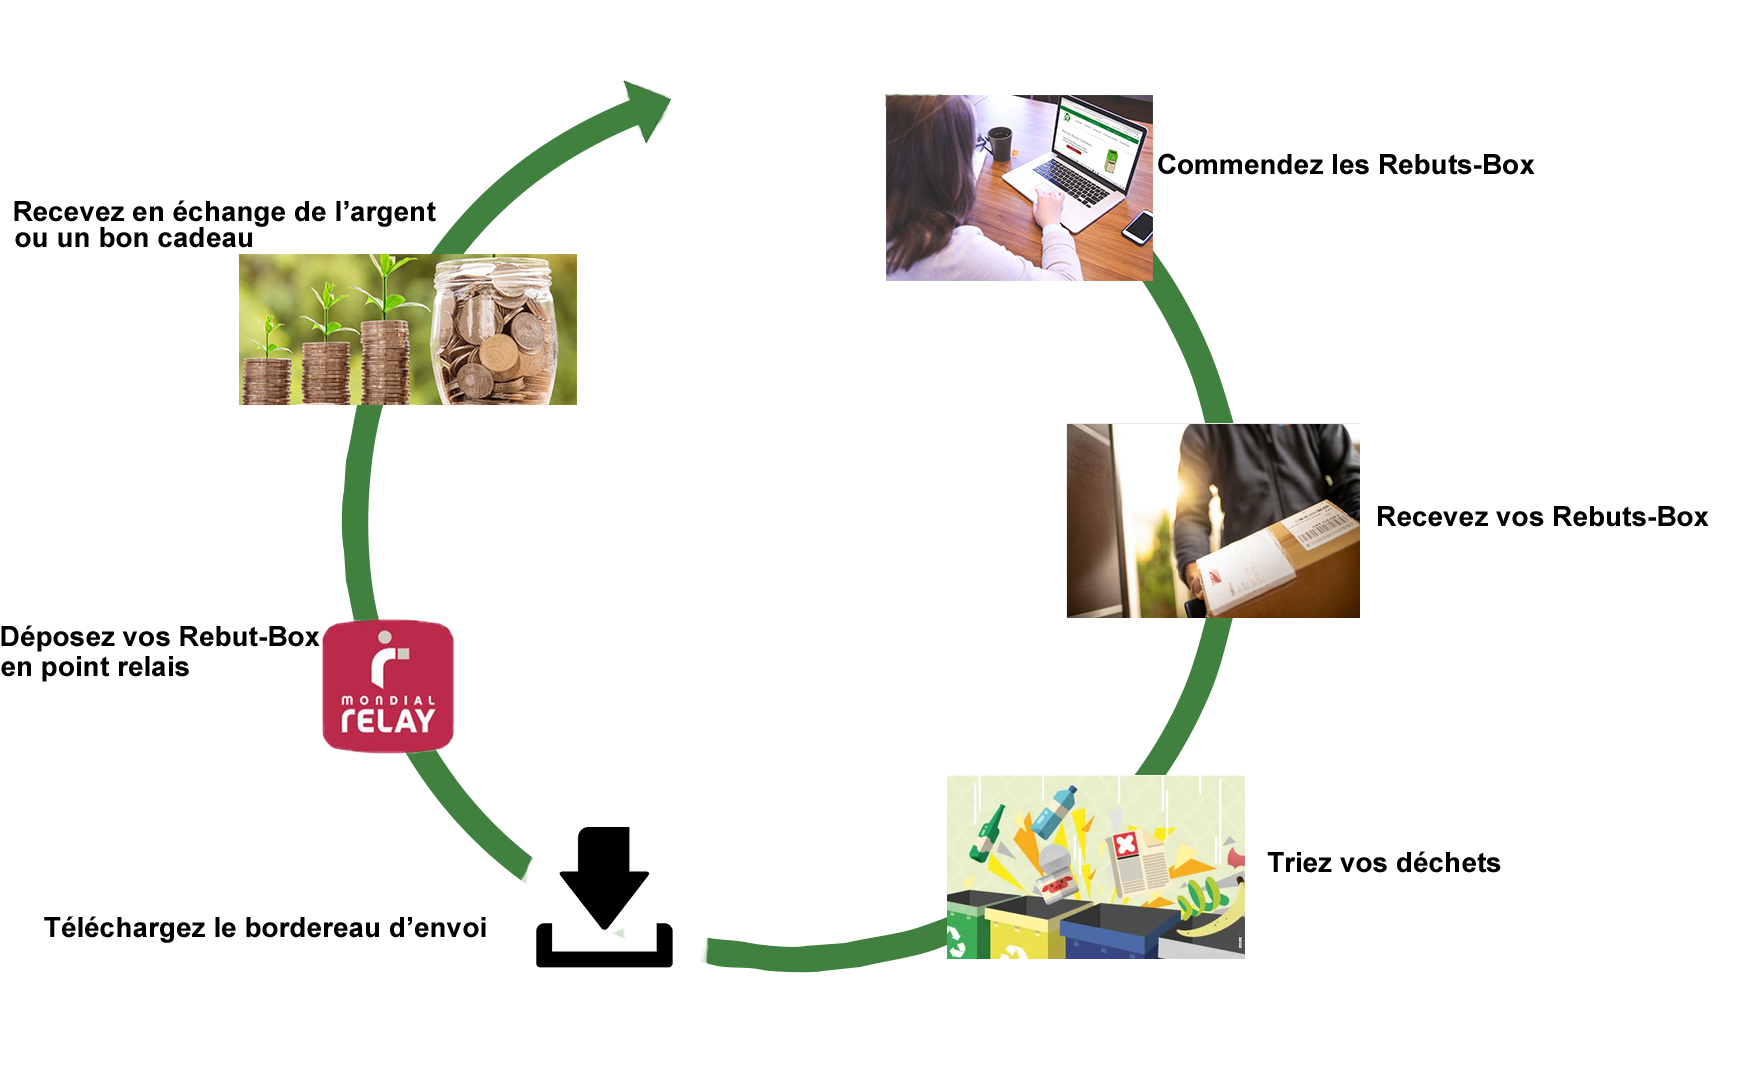 Commendez les Rebuts-Box
Recevez vos Rebuts-Box
Triez vos déchets
Téléchargez le bordereau d’envoi
Déposez vos Rebut-Box
en point relais
MONDIAL
RELAY
Recevez en échange de l’argent
ou un bon cadeau